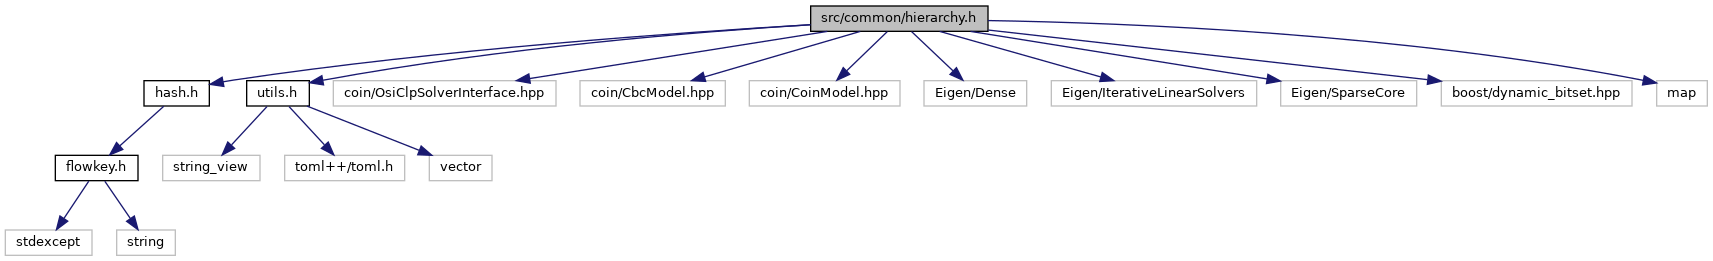 src/common/hierarchy.h
hash.h
utils.h
coin/OsiClpSolverInterface.hpp
coin/CbcModel.hpp
coin/CoinModel.hpp
Eigen/Dense
Eigen/IterativeLinearSolvers
Eigen/SparseCore
boost/dynamic_bitset.hpp
map
flowkey.h
string_view
toml++/toml.h
vector
stdexcept
string